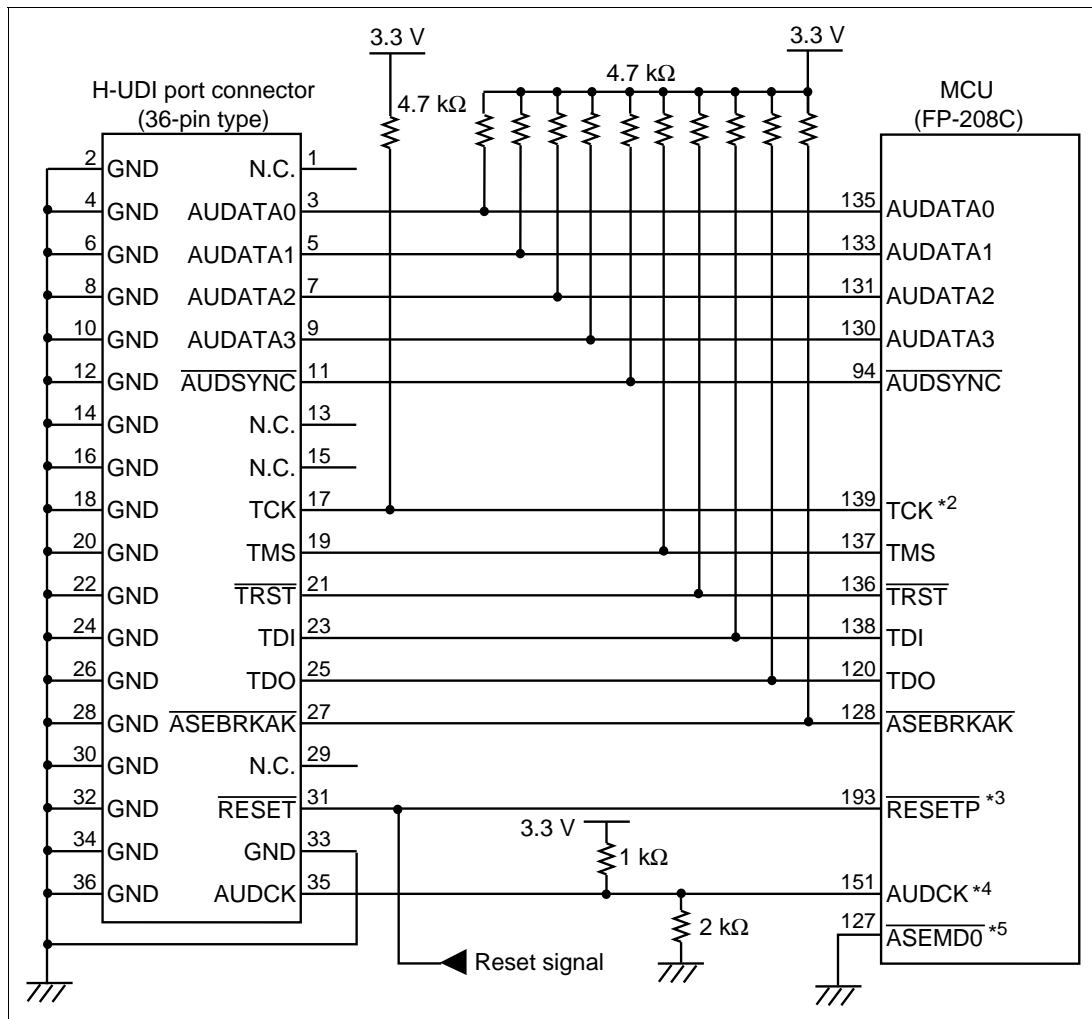 3.3 V
3.3 V
H-UDI port connector
(36-pin type)
4.7 kΩ
4.7 kΩ
MCU
(FP-208C)
2 GND N.C. 1
4 GND AUDATA0 3 135 AUDATA0
6 GND AUDATA1 5 133 AUDATA1
8 GND AUDATA2 7 131 AUDATA2
10 GND AUDATA3 9 130 AUDATA3
12 GND AUDSYNC 11 94 AUDSYNC
14 GND N.C. 13
16 GND N.C. 15
18 GND TCK 17 139 TCK *2
20 GND TMS 19 137 TMS
22 GND TRST 21 136 TRST
24 GND TDI 23 138 TDI
26 GND TDO 25 120 TDO
28 GND ASEBRKAK 27 128 ASEBRKAK
30 GND N.C. 29
32 GND RESET 31 193 RESETP *3
3.3 V
34 GND GND 33
1 kΩ
36 GND AUDCK 35 151 AUDCK *4
2 kΩ
127 ASEMD0 *5
Reset signal